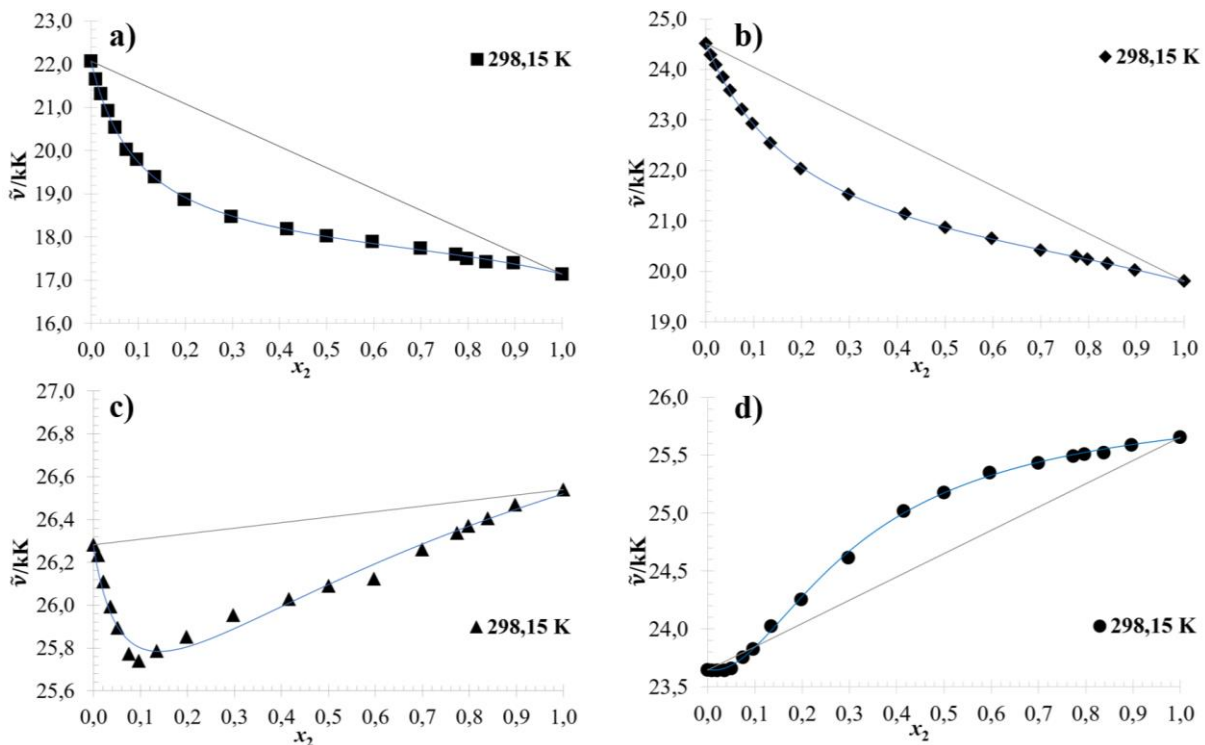 a)
298,15 K
ν̃/kK
23,0
22,0
21,0
20,0
19,0
18,0
17,0
16,0
0,0 0,1 0,2 0,3 0,4 0,5 0,6 0,7 0,8 0,9 1,0
x₂
b)
298,15 K
ν̃/kK
25,0
24,0
23,0
22,0
21,0
20,0
19,0
0,0 0,1 0,2 0,3 0,4 0,5 0,6 0,7 0,8 0,9 1,0
x₂
c)
298,15 K
ν̃/kK
27,0
26,8
26,6
26,4
26,2
26,0
25,8
25,6
0,0 0,1 0,2 0,3 0,4 0,5 0,6 0,7 0,8 0,9 1,0
x₂
d)
298,15 K
ν̃/kK
26,0
25,5
25,0
24,5
24,0
23,5
0,0 0,1 0,2 0,3 0,4 0,5 0,6 0,7 0,8 0,9 1,0
x₂